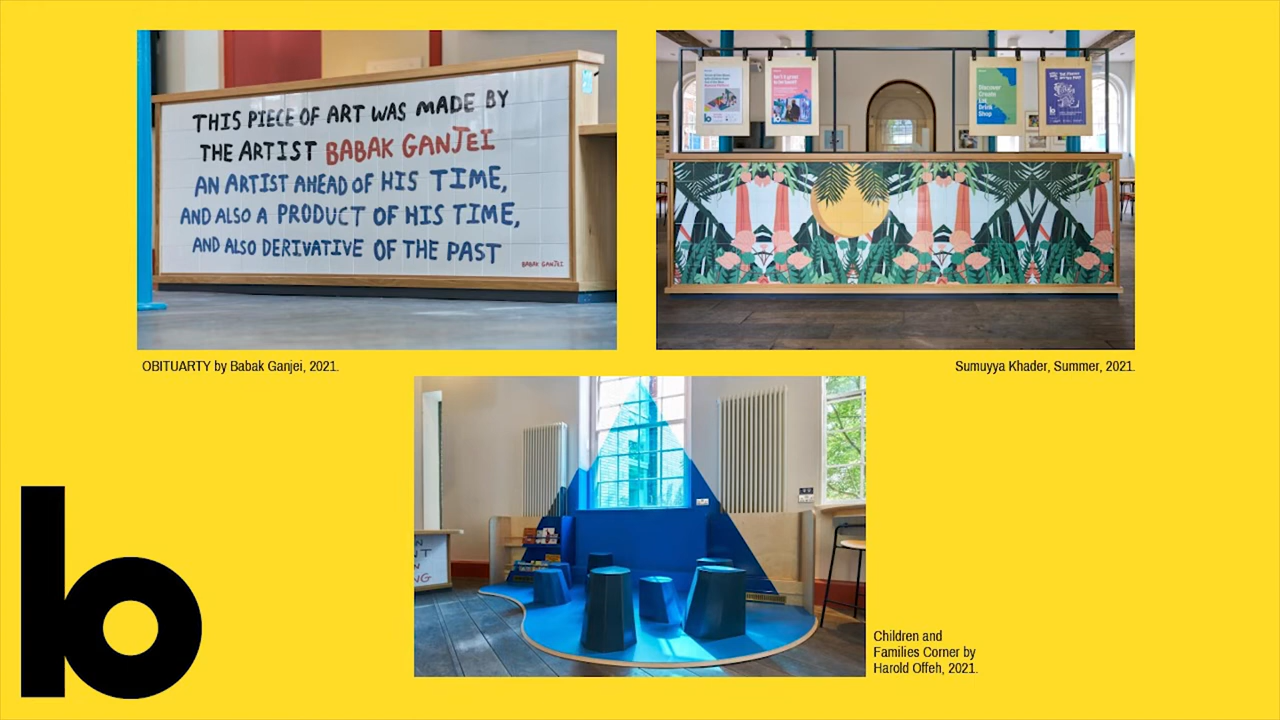 THIS PIECE OF ART WAS MADE BY
THE ARTIST BABAK GANJEI
AN ARTIST AHEAD OF HIS TIME,
AND ALSO A PRODUCT OF HIS TIME,
AND ALSO DERIVATIVE OF THE PAST
BABAK GANJEI
Discover
Create
Eat
Drink
Shop
OBITUARTY by Babak Ganjei, 2021.
Sumuyya Khader, Summer, 2021.
Children and
Families Corner by
Harold Offeh, 2021.
b